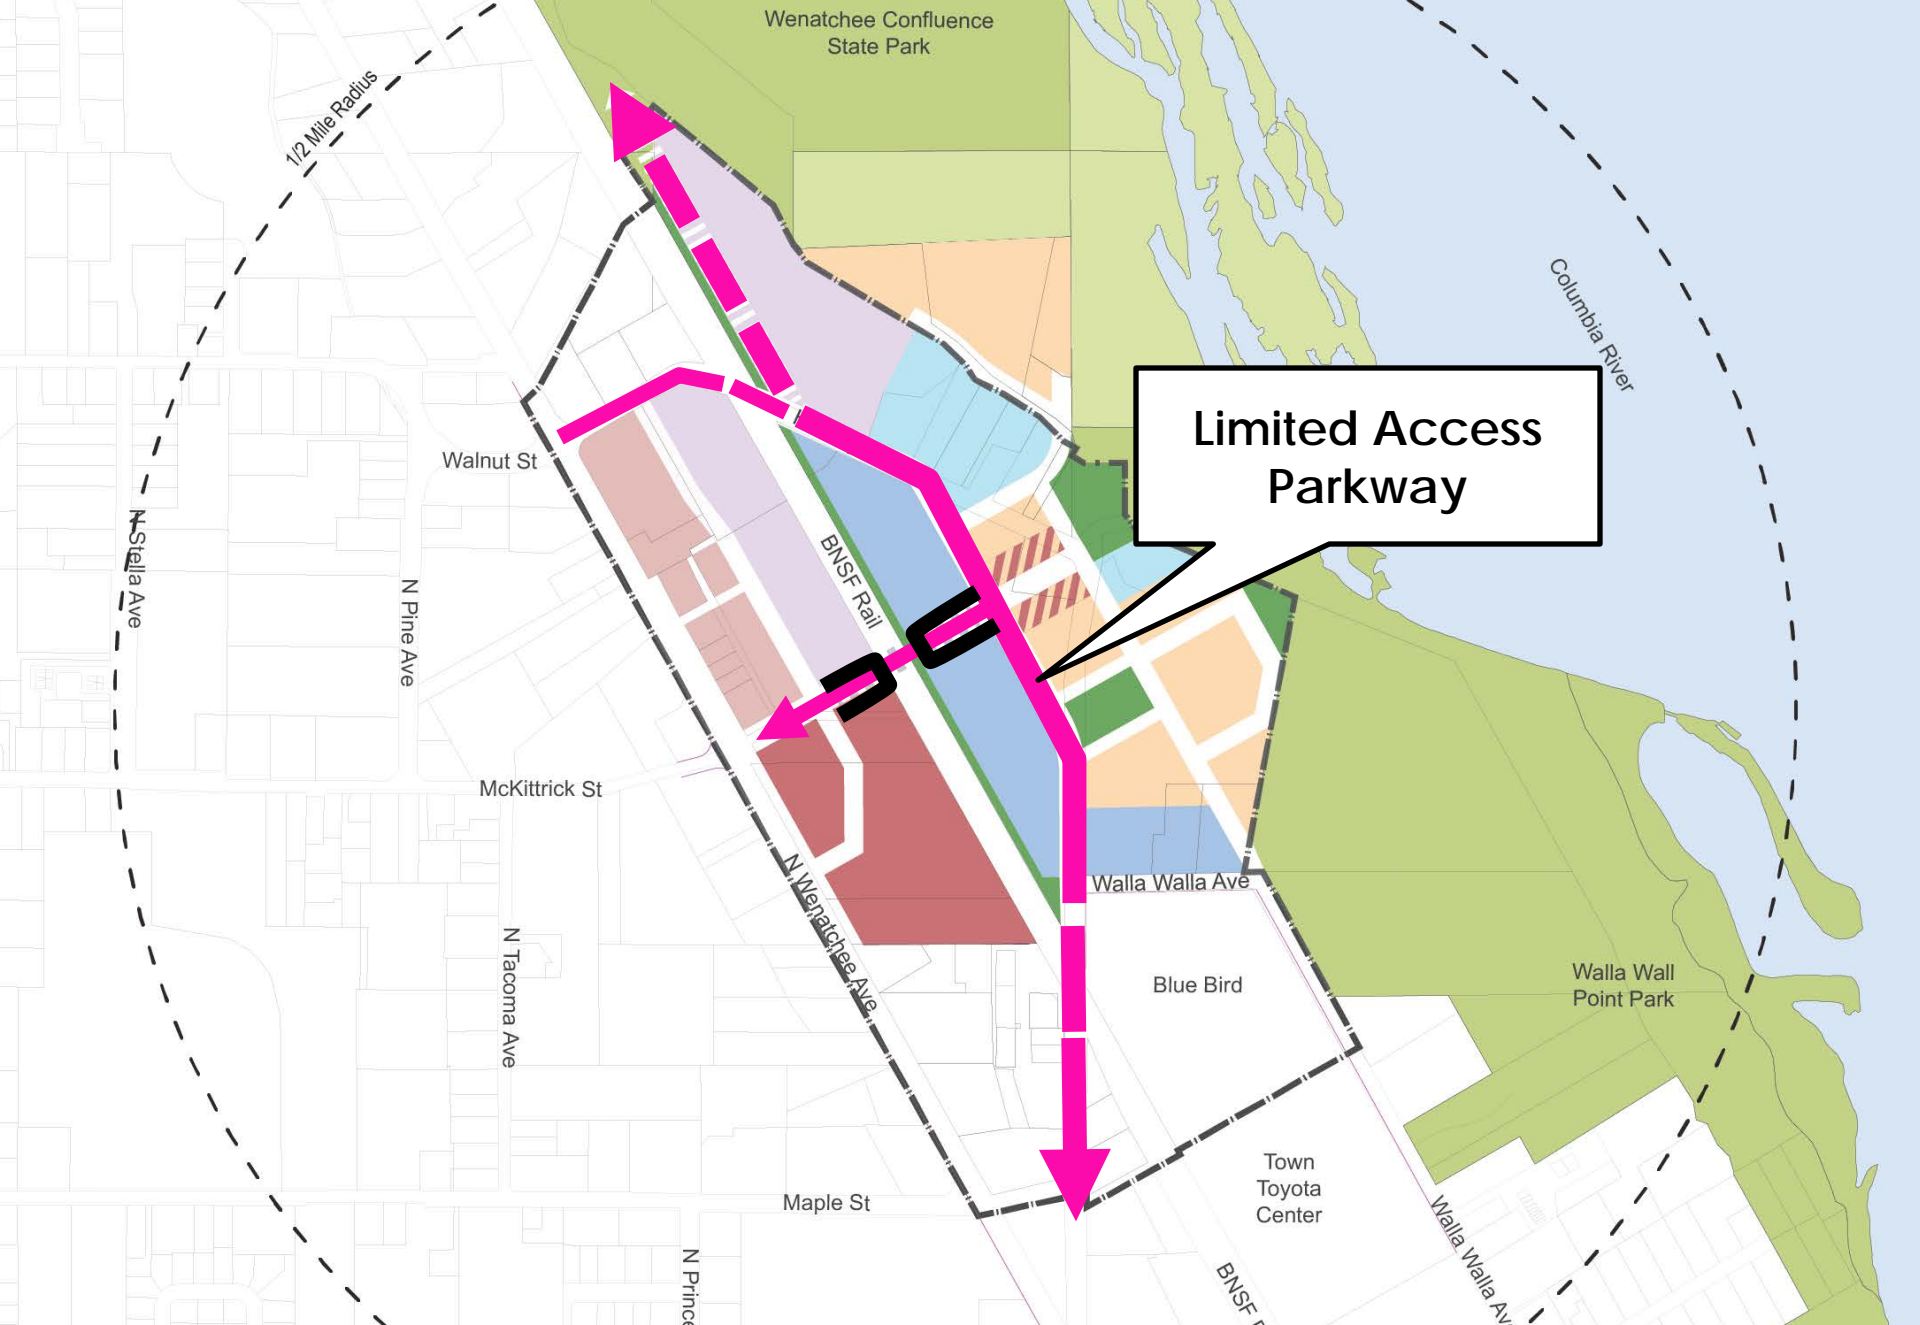 Wenatchee Confluence
State Park
1/2 Mile Radius
Columbia River
Limited Access
Parkway
Walnut St
N Stella Ave
N Pine Ave
BNSF Rail
McKittrick St
N Wenatchee Ave
Walla Walla Ave
N Tacoma Ave
Blue Bird
Walla Wall
Point Park
Maple St
Town
Toyota
Center
N Prince
BNSF
Walla Walla Av